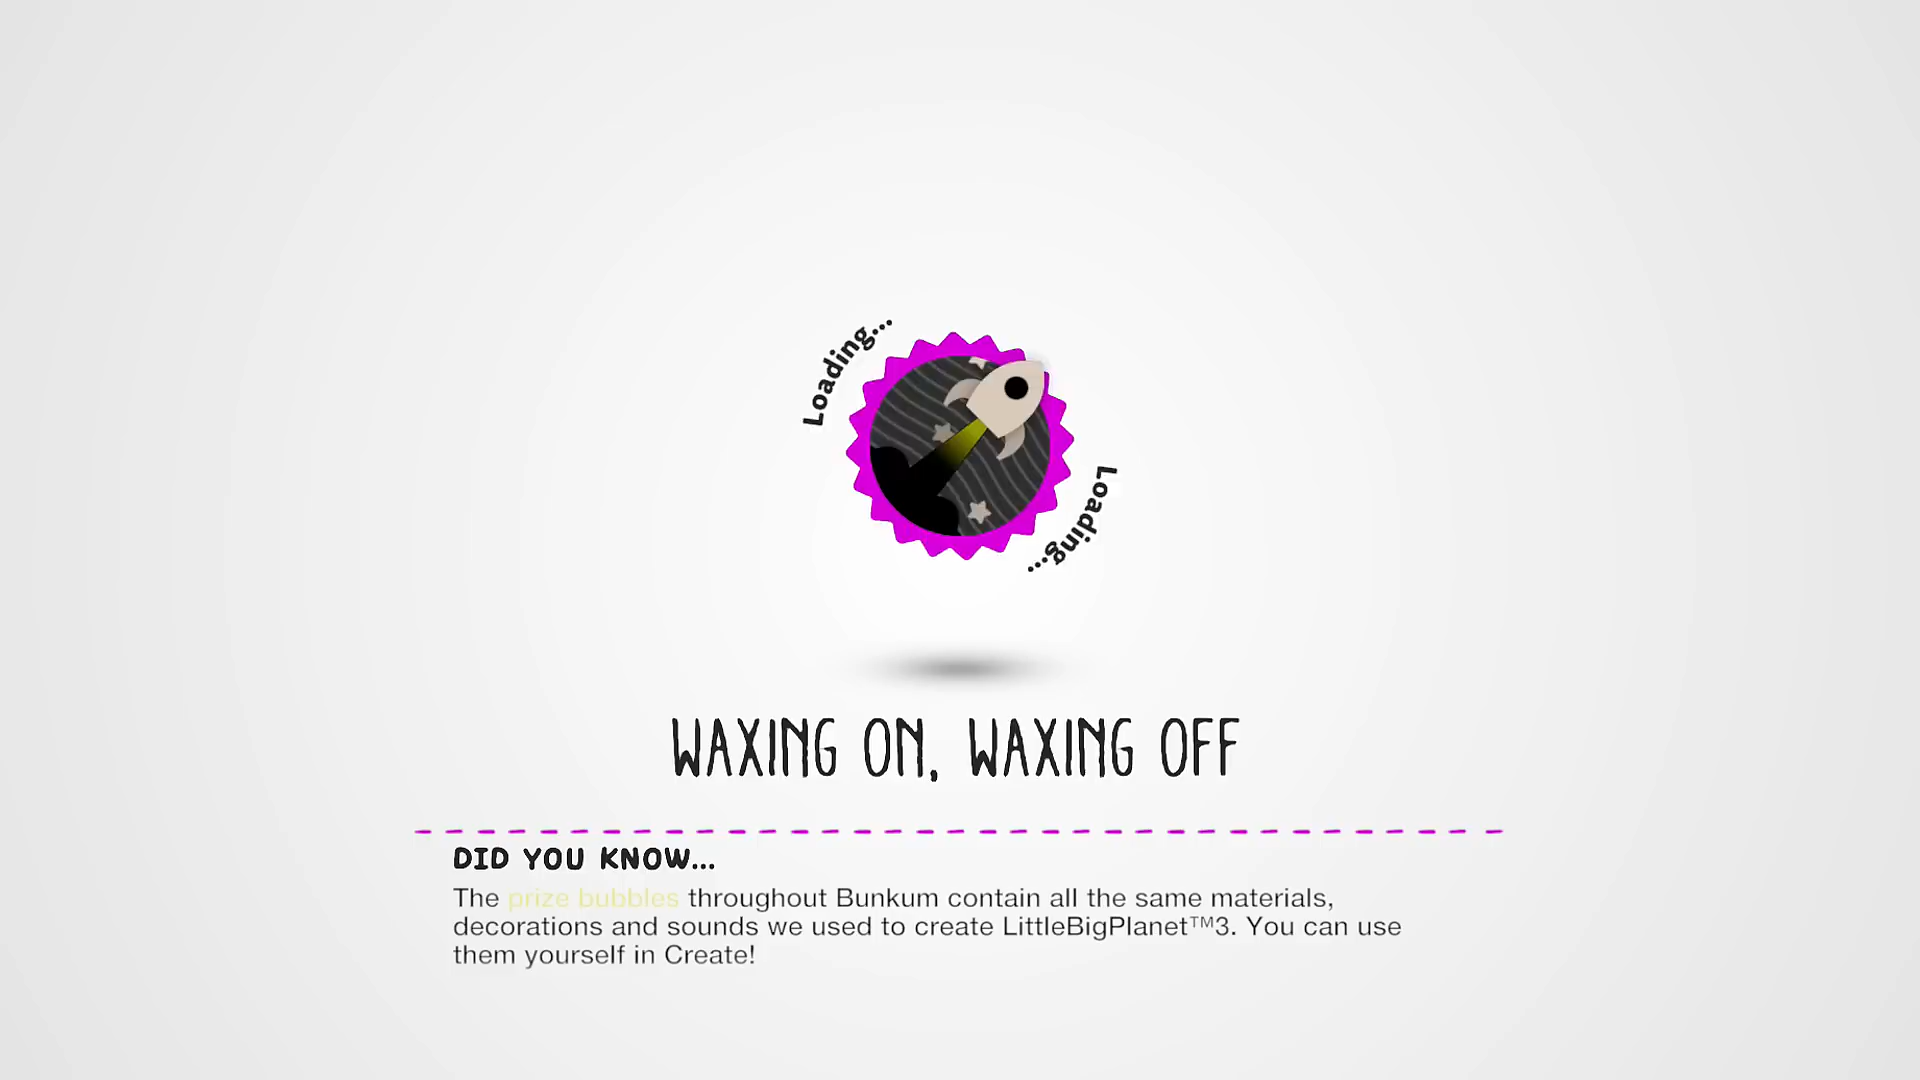 Loading...
Loading...
WAXING ON, WAXING OFF
DID YOU KNOW...
The prize bubbles throughout Bunkum contain all the same materials,
decorations and sounds we used to create LittleBigPlanet™3. You can use
them yourself in Create!